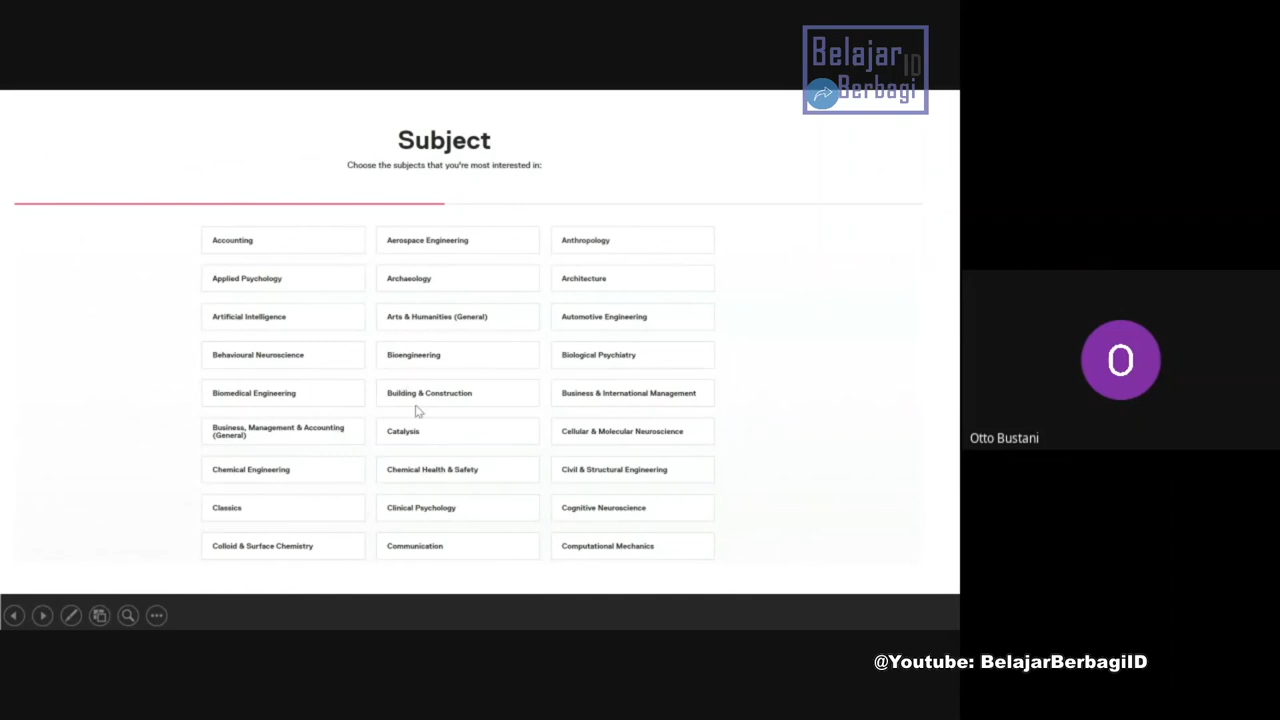 Belajar
ID
Berbagi
Subject
Choose the subjects that you're most interested in:
Accounting
Aerospace Engineering
Anthropology
Applied Psychology
Archaeology
Architecture
Artificial Intelligence
Arts & Humanities (General)
Automotive Engineering
Behavioural Neuroscience
Bioengineering
Biological Psychiatry
Biomedical Engineering
Building & Construction
Business & International Management
Business, Management & Accounting
(General)
Catalysis
Cellular & Molecular Neuroscience
Chemical Engineering
Chemical Health & Safety
Civil & Structural Engineering
Classics
Clinical Psychology
Cognitive Neuroscience
Colloid & Surface Chemistry
Communication
Computational Mechanics
O
Otto Bustani
@Youtube: BelajarBerbagiID